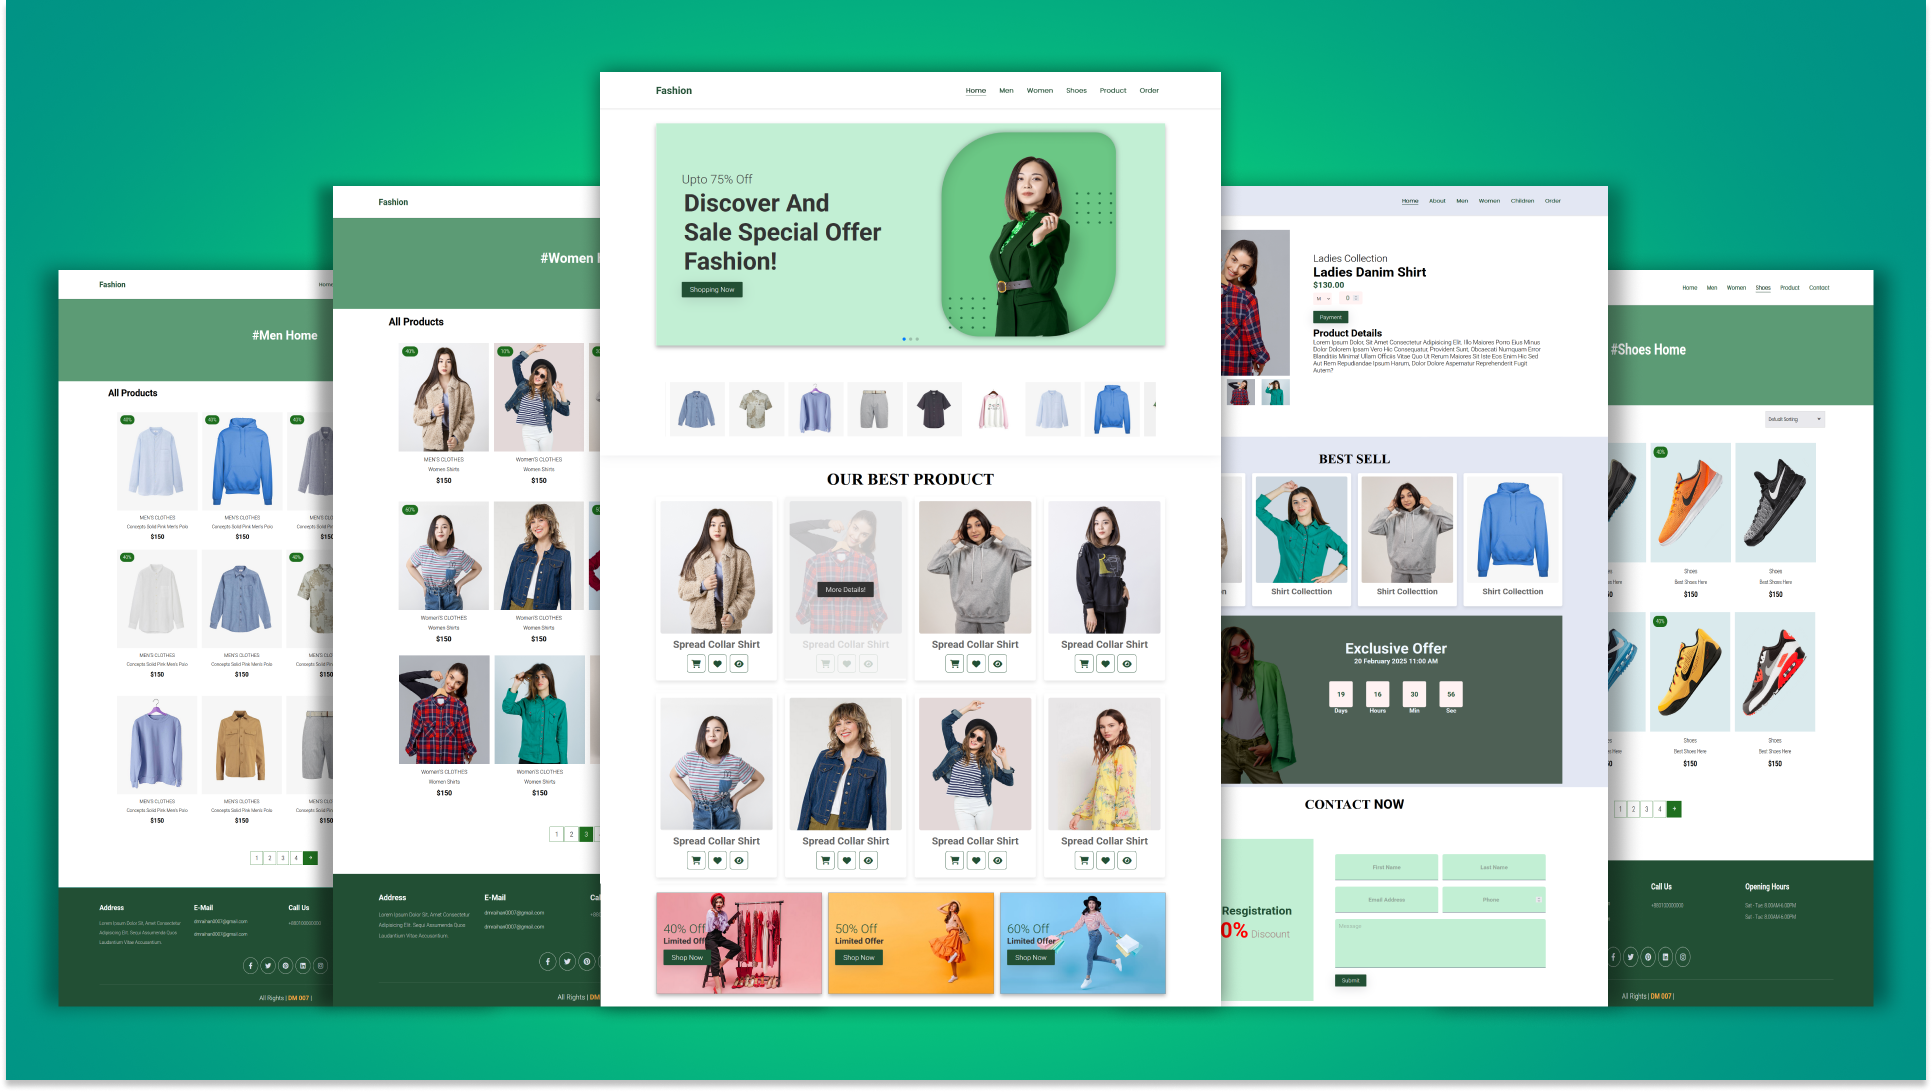 Fashion
Home Men Women Shoes Product Order
Upto 75% Off
Discover And
Sale Special Offer
Fashion!
Shopping Now
OUR BEST PRODUCT
More Details!
Spread Collar Shirt Spread Collar Shirt Spread Collar Shirt Spread Collar Shirt
Spread Collar Shirt Spread Collar Shirt Spread Collar Shirt Spread Collar Shirt
40% Off
Limited Off
Shop Now
50% Off
Limited Offer
Shop Now
60% Off
Limited Offer
Shop Now
Fashion
#Women
All Products
40% 10%
MEN'S CLOTHES Women'S CLOTHES
Women Shirts Women Shirts
$150 $150
60%
Women'S CLOTHES Women'S CLOTHES
Women Shirts Women Shirts
$150 $150
Women'S CLOTHES Women'S CLOTHES
Women Shirts Women Shirts
$150 $150
1 2 3
Address E-Mail
Lorem Ipsum Dolor Sit, Amet Consectetur
Adipisicing Elit. Sequi Assumenda Quos
Laudantium Vitae Accusantium.
dmraihan0007@gmail.com
dmraihan0007@gmail.com
All Rights | DM
Fashion
Home
#Men Home
All Products
40% 40% 40%
MEN'S CLOTHES MEN'S CLOTHES
Concepts Solid Pink Men's Polo Concepts Solid Pink Men's Polo
$150 $150
40% 40%
MEN'S CLOTHES MEN'S CLOTHES
Concepts Solid Pink Men's Polo Concepts Solid Pink Men's Polo
$150 $150
MEN'S CLOTHES MEN'S CLOTHES
Concepts Solid Pink Men's Polo Concepts Solid Pink Men's Polo
$150 $150
1 2 3 4
Address E-Mail Call Us
Lorem Ipsum Dolor Sit, Amet Consectetur
Adipisicing Elit. Sequi Assumenda Quos
Laudantium Vitae Accusantium.
dmraihan0007@gmail.com
dmraihan0007@gmail.com
All Rights | DM 007 |
Home About Men Women Children Order
Ladies Collection
Ladies Danim Shirt
$130.00
M 0
Payment
Product Details
Lorem Ipsum Dolor, Sit Amet Consectetur Adipisicing Elit. Illo Maiores Porro Eius Minus
Dolor Dolorem Ipsam Vero Hic Consequatur, Provident Sunt, Obcaecati Numquam Error
Blanditiis Minima! Ullam Officiis Vitae Quo Ut Rerum Maiores Sit Iste Eos Enim Hic Sed
Aut Rem Repudiandae Ipsum Harum, Dolor Dolore Aspernatur Reprehenderit Fugit
Autem?
BEST SELL
Shirt Collecttion Shirt Collecttion Shirt Collecttion
Exclusive Offer
20 February 2025 11:00 AM
19 16 30 56
Days Hours Min Sec
CONTACT NOW
Resgistration
0% Discount
First Name Last Name
Email Address Phone
Message
Submit
Home Men Women Shoes Product Contact
#Shoes Home
Default Sorting
40%
Shoes Shoes
Best Shoes Here Best Shoes Here
$150 $150
40%
Shoes Shoes
Best Shoes Here Best Shoes Here
$150 $150
1 2 3 4
Call Us Opening Hours
Sat - Tue: 8.00AM-6.00PM
Sat - Tue: 8.00AM-6.00PM
All Rights | DM 007 |